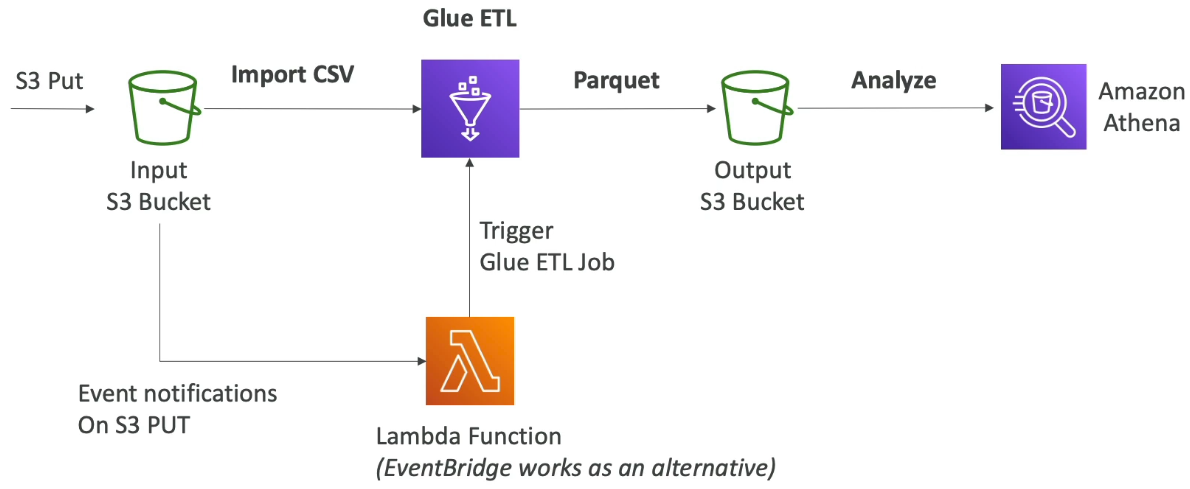 Glue ETL
S3 Put
Import CSV
Parquet
Analyze
Amazon
Athena
Input
S3 Bucket
Output
S3 Bucket
Trigger
Glue ETL Job
Event notifications
On S3 PUT
Lambda Function
(EventBridge works as an alternative)